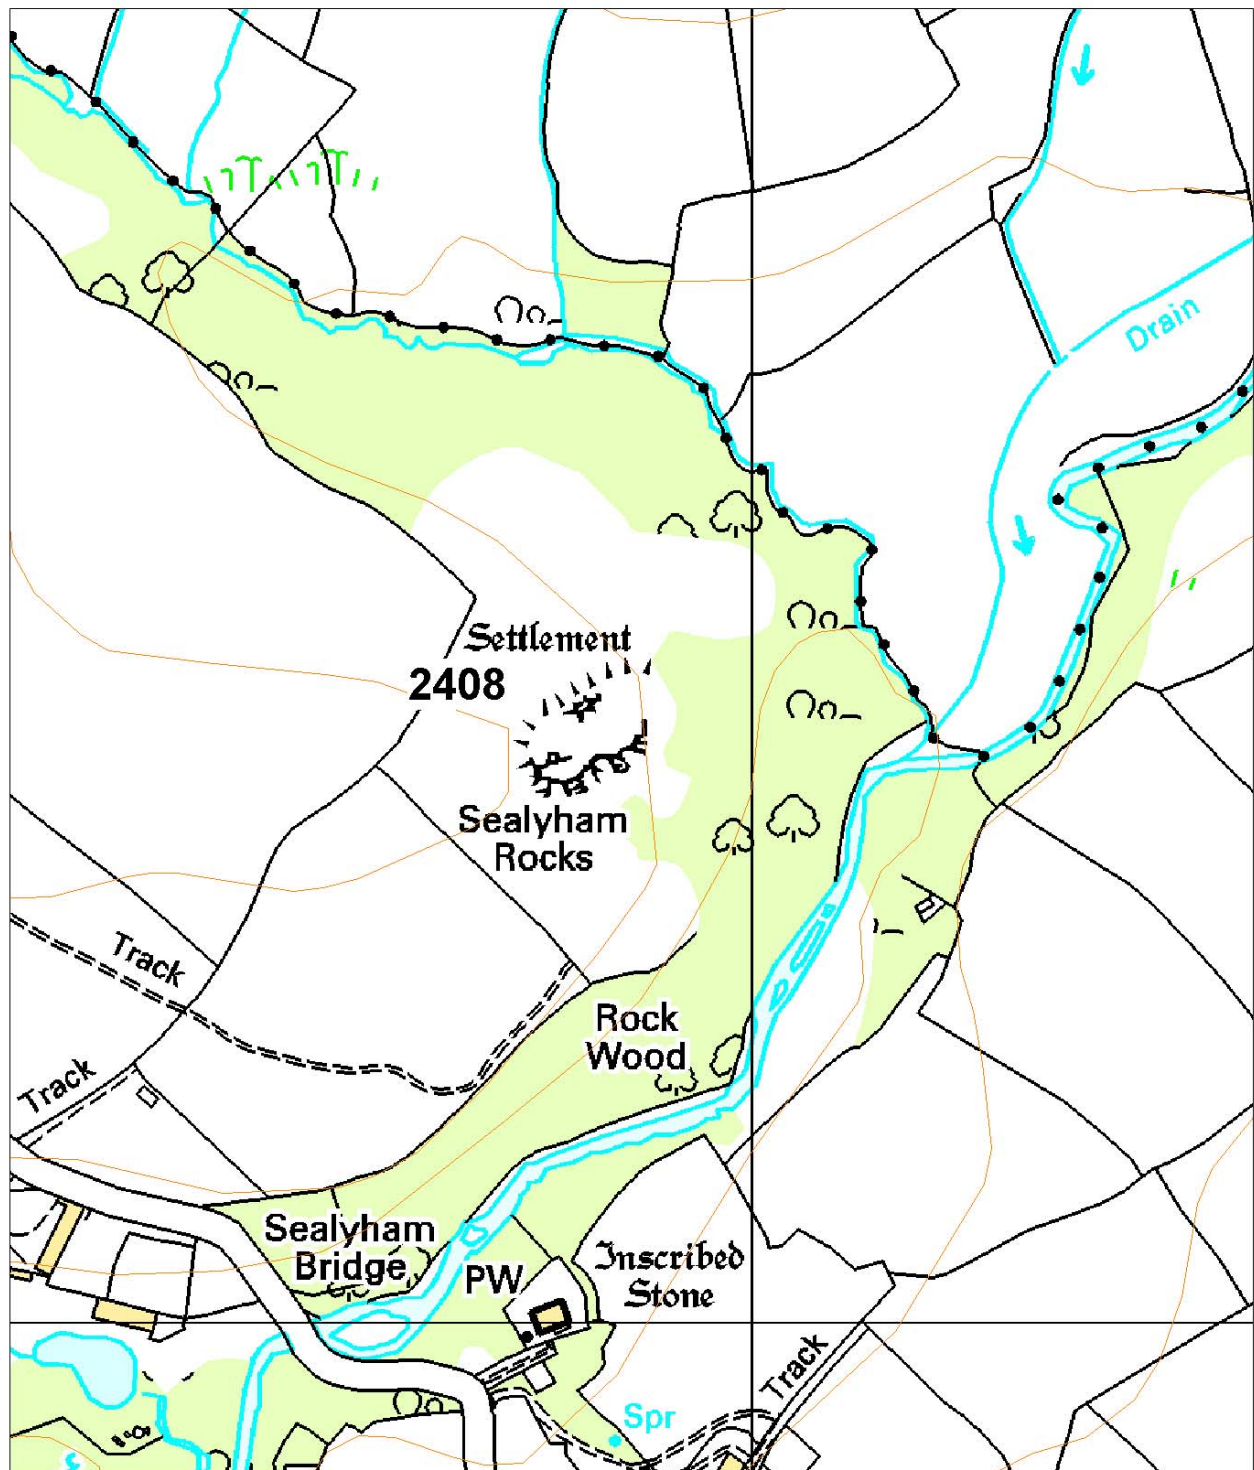 Drain
Settlement
2408
Sealyham
Rocks
Track
Rock
Wood
Track
Sealyham
Bridge
PW
Inscribed
Stone
Track
Spr